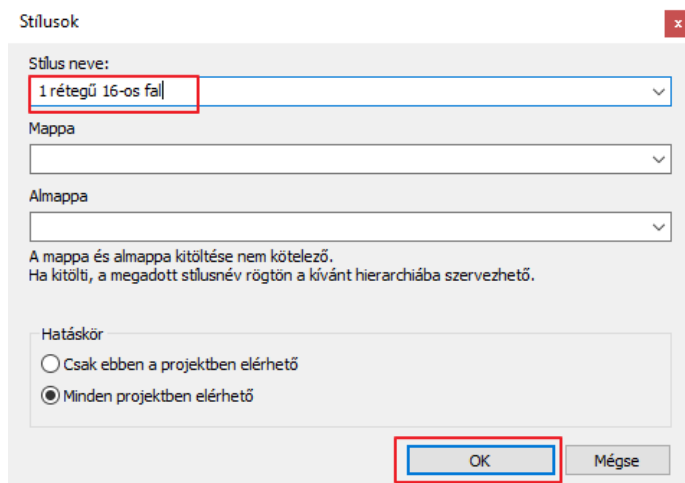 Stílusok
x
Stílus neve:
1 rétegű 16-os fal
Mappa
Almappa
A mappa és almappa kitöltése nem kötelező.
Ha kitölti, a megadott stílusnév rögtön a kívánt hierarchiába szervezhető.
Hatáskör
Csak ebben a projektben elérhető
Minden projektben elérhető
OK Mégse